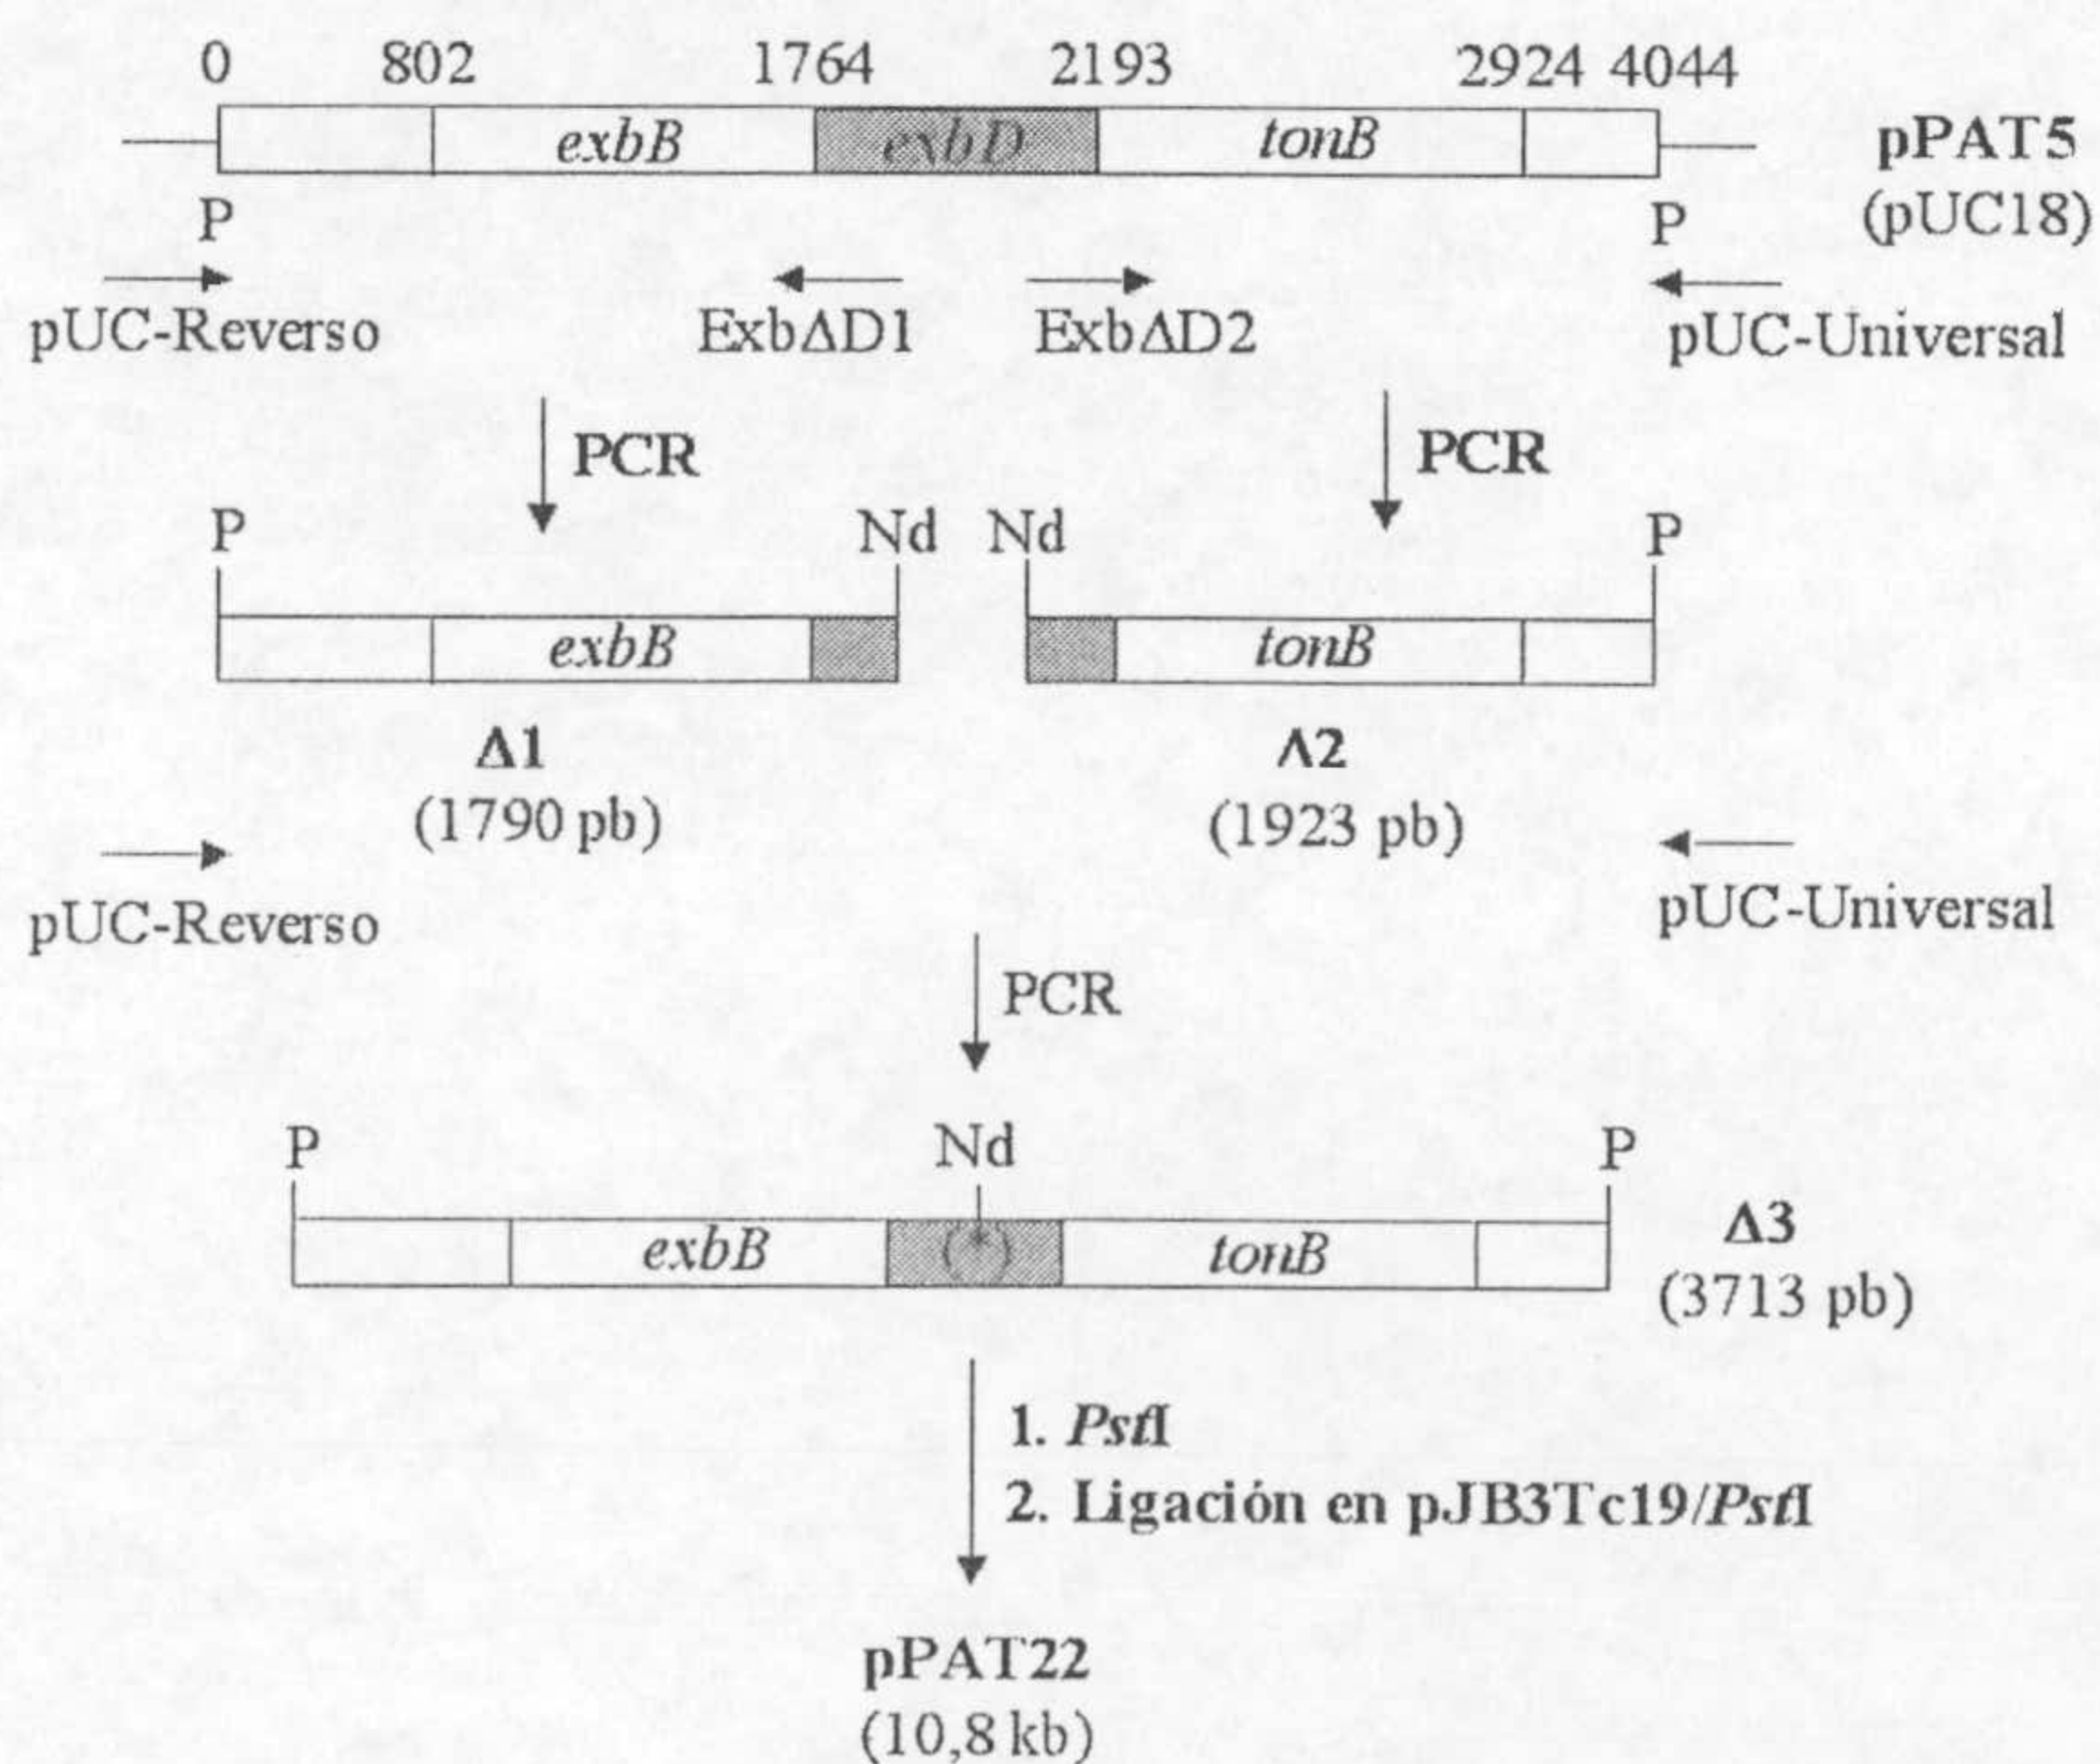 0 802 1764 2193 2924 4044
exbB exbD tonB pPAT5
(pUC18)
P P
pUC-Reverso ExbΔD1 ExbΔD2 pUC-Universal
PCR PCR
P Nd Nd P
exbB tonB
Δ1 Λ2
(1790 pb) (1923 pb)
pUC-Reverso pUC-Universal
PCR
P Nd P
exbB (*) tonB Δ3
(3713 pb)
1. PstI
2. Ligación en pJB3Tc19/PstI
pPAT22
(10,8 kb)